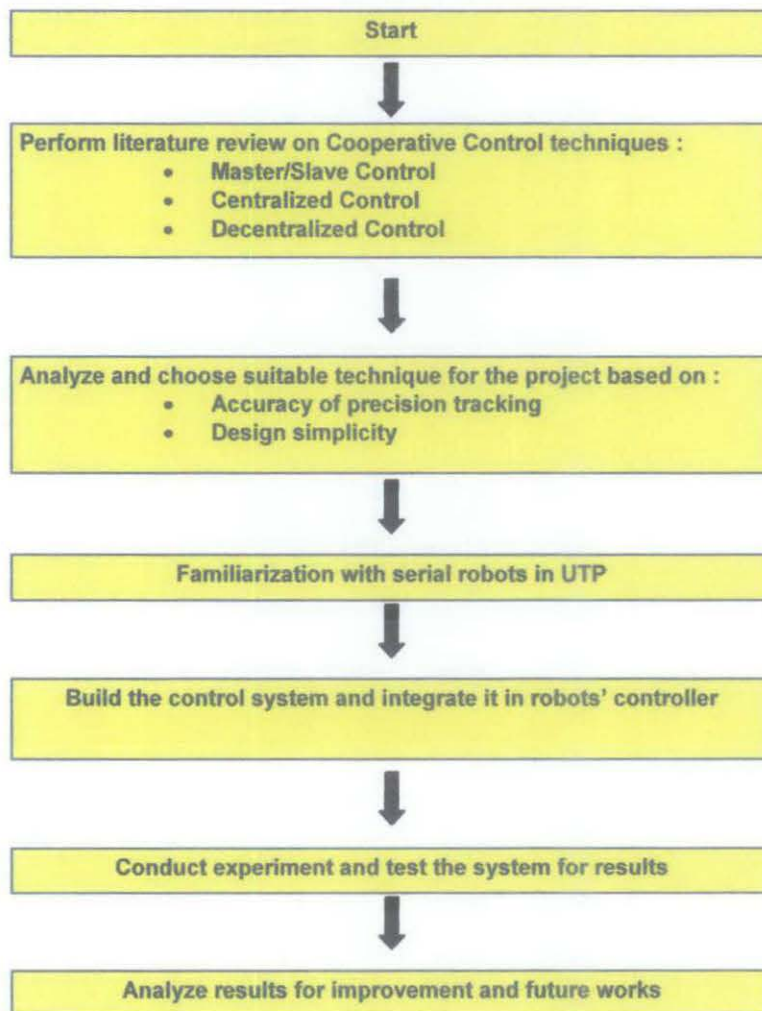 Start
Perform literature review on Cooperative Control techniques :
• Master/Slave Control
• Centralized Control
• Decentralized Control
Analyze and choose suitable technique for the project based on :
• Accuracy of precision tracking
• Design simplicity
Familiarization with serial robots in UTP
Build the control system and integrate it in robots' controller
Conduct experiment and test the system for results
Analyze results for improvement and future works